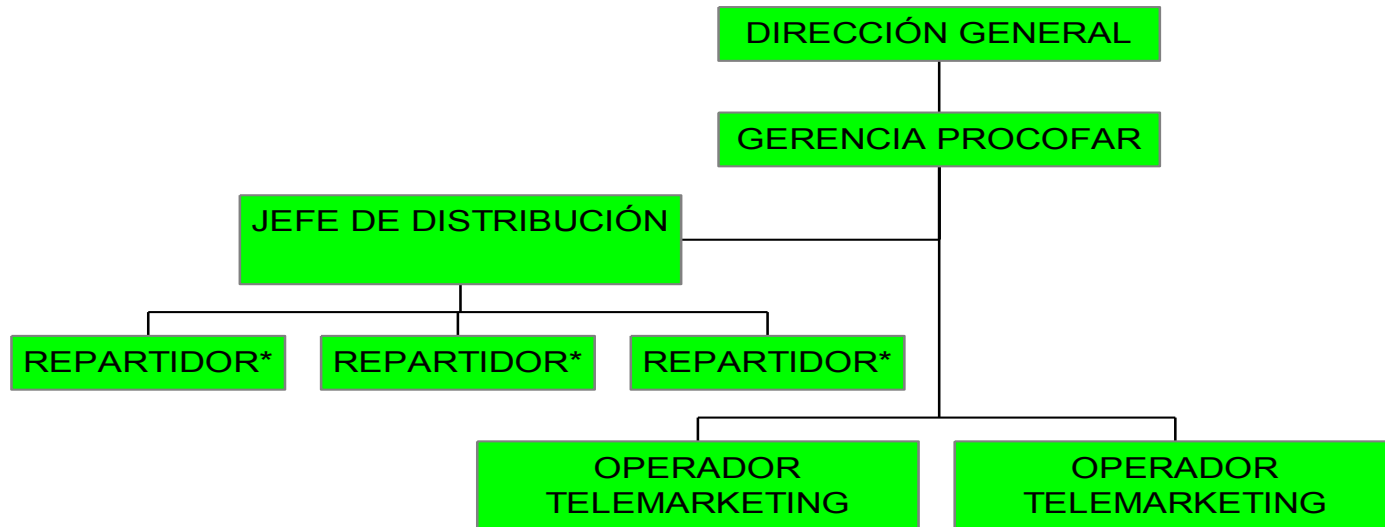 DIRECCIÓN GENERAL
GERENCIA PROCOFAR
JEFE DE DISTRIBUCIÓN
REPARTIDOR*
REPARTIDOR*
REPARTIDOR*
OPERADOR
TELEMARKETING
OPERADOR
TELEMARKETING